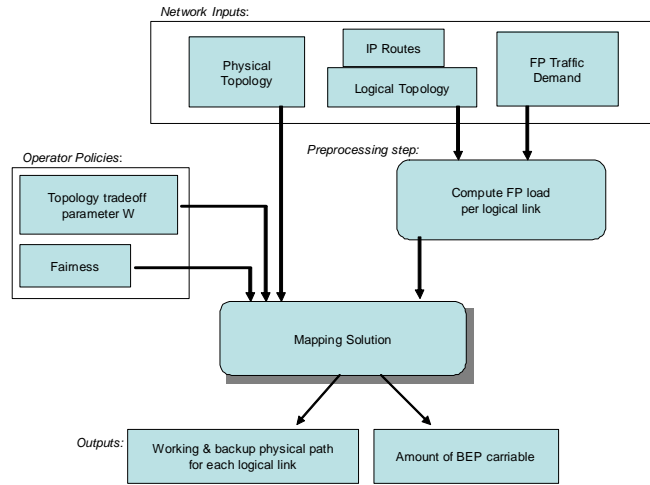 Network Inputs:
Physical
Topology
IP Routes
Logical Topology
FP Traffic
Demand
Preprocessing step:
Operator Policies:
Topology tradeoff
parameter W
Fairness
Compute FP load
per logical link
Mapping Solution
Outputs:
Working & backup physical path
for each logical link
Amount of BEP carriable